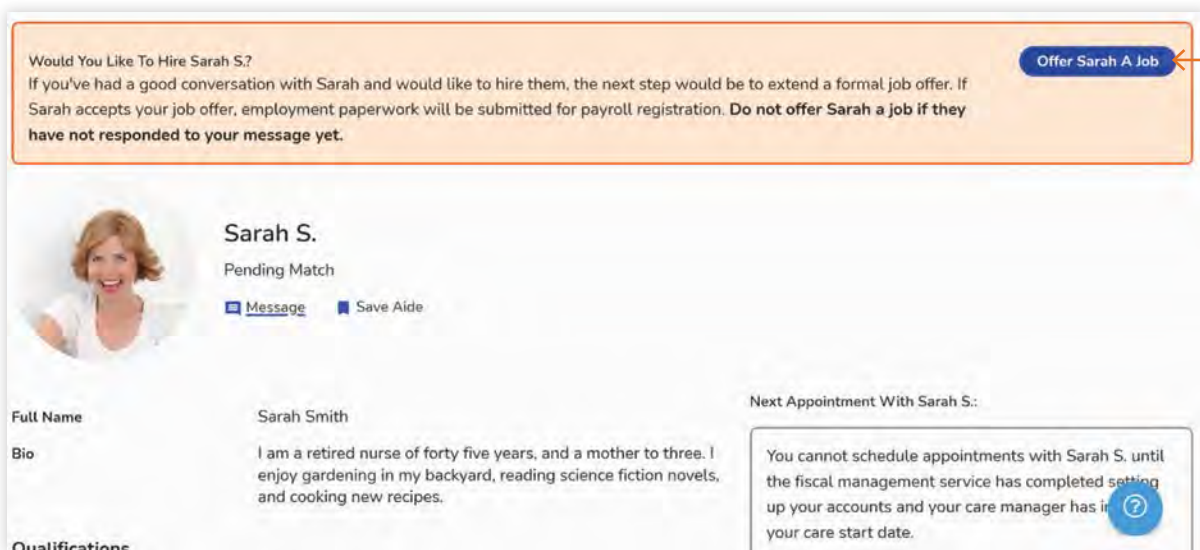 Would You Like To Hire Sarah S.?
Offer Sarah A Job
If you've had a good conversation with Sarah and would like to hire them, the next step would be to extend a formal job offer. If
Sarah accepts your job offer, employment paperwork will be submitted for payroll registration. Do not offer Sarah a job if they
have not responded to your message yet.
Sarah S.
Pending Match
Message
Save Aide
Full Name
Sarah Smith
Bio
I am a retired nurse of forty five years, and a mother to three. I
enjoy gardening in my backyard, reading science fiction novels,
and cooking new recipes.
Next Appointment With Sarah S.:
You cannot schedule appointments with Sarah S. until
the fiscal management service has completed setting
up your accounts and your care manager has
your care start date.
Qualifications